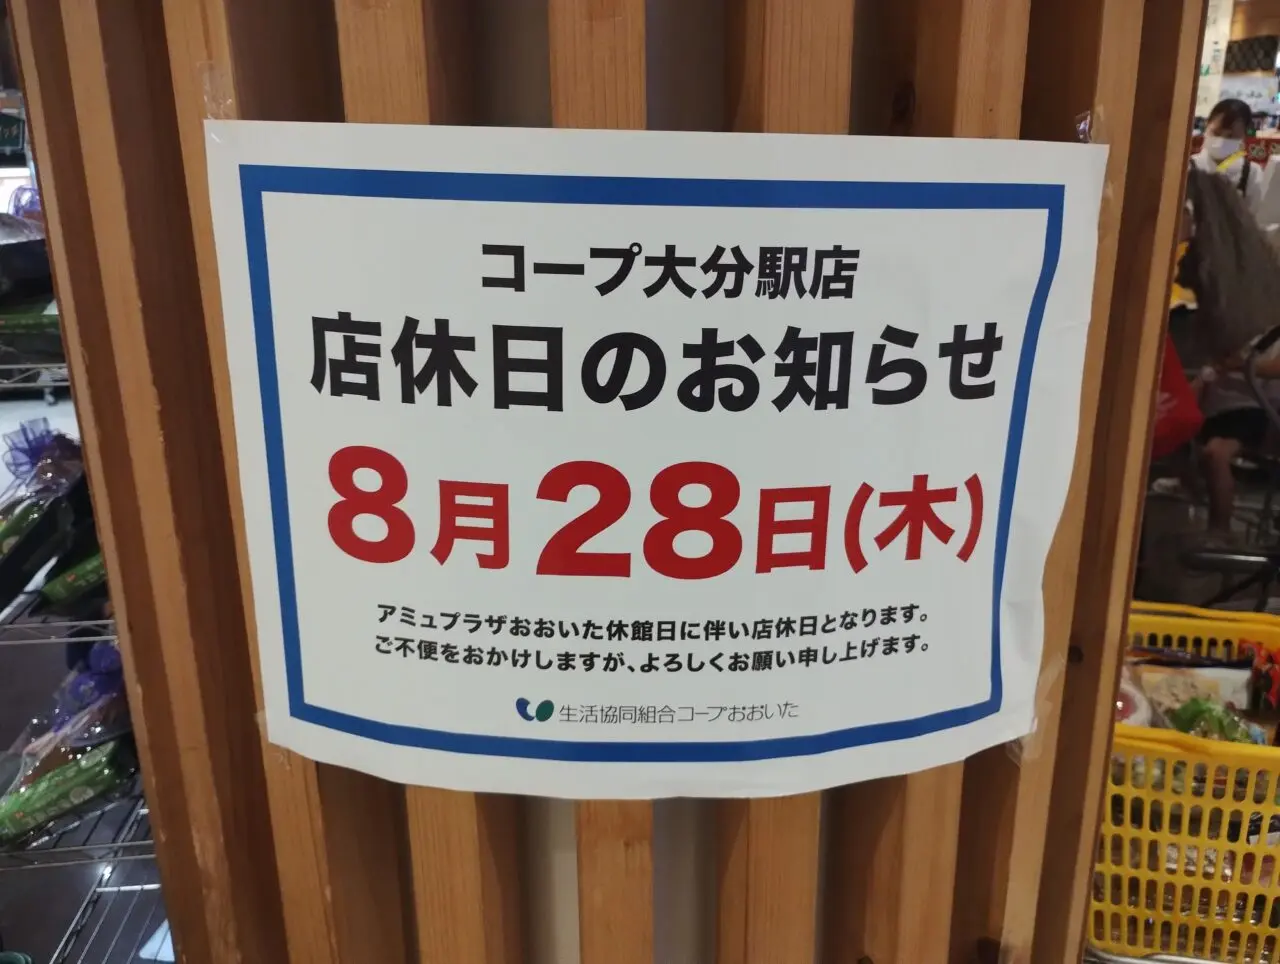 コープ大分駅店
店休日のお知らせ
8月28日(木)
アミュプラザおおいた休館日に伴い店休日となります。
ご不便をおかけしますが、よろしくお願い申し上げます。
生活協同組合コープおおいた